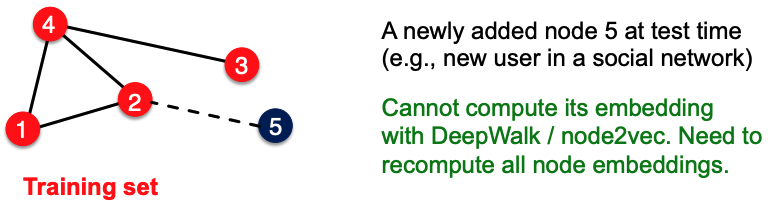 4
3
2
1
5
Training set
A newly added node 5 at test time
(e.g., new user in a social network)
Cannot compute its embedding
with DeepWalk / node2vec. Need to
recompute all node embeddings.